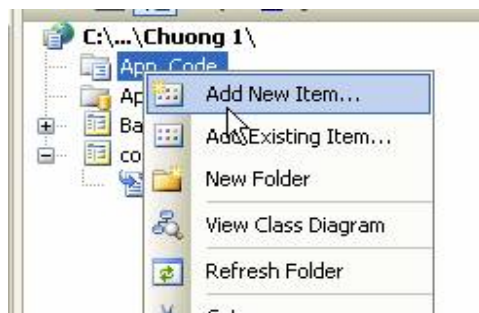 C:\...\Chuong 1\
App_Code
Add New Item...
Add Existing Item...
New Folder
View Class Diagram
Refresh Folder